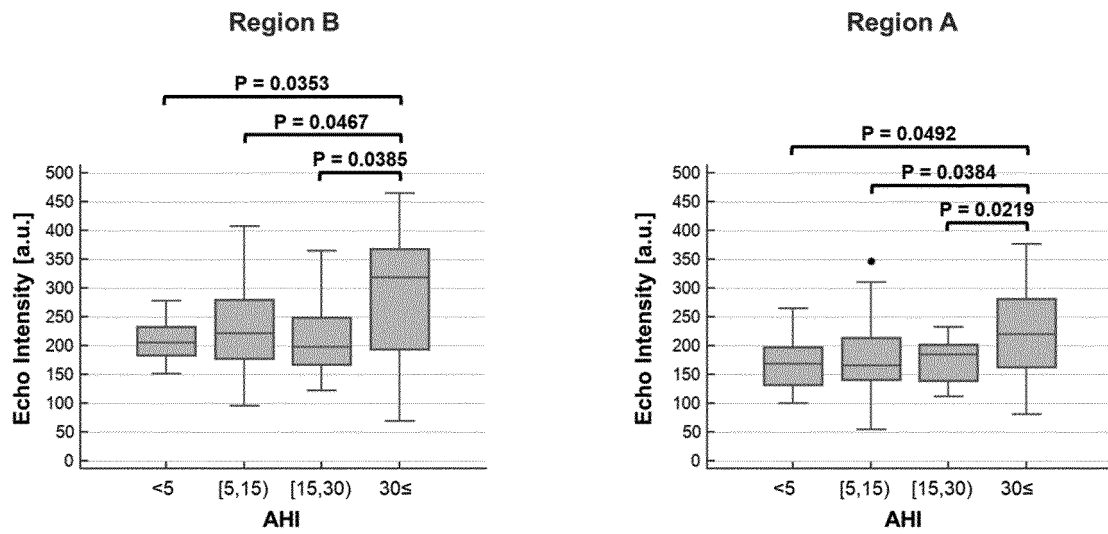 Region B
P = 0.0353
P = 0.0467
P = 0.0385
500
450
400
350
300
250
200
150
100
50
0
Echo Intensity [a.u.]
<5 [5,15) [15,30) 30≤
AHI
Region A
P = 0.0492
P = 0.0384
P = 0.0219
500
450
400
350
300
250
200
150
100
50
0
Echo Intensity [a.u.]
<5 [5,15) [15,30) 30≤
AHI